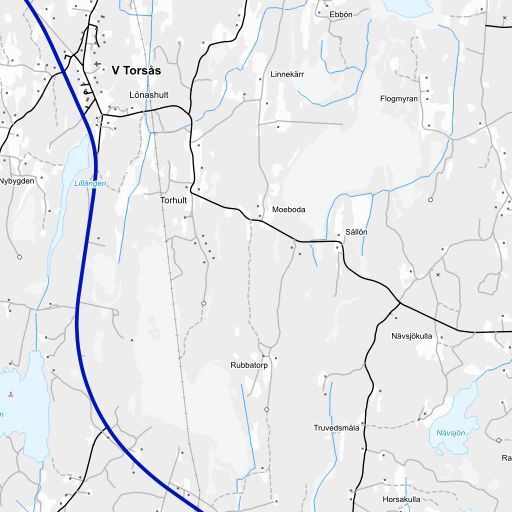 Ebbön
V Torsås
Linnekärr
Lönashult
Flogmyran
Nybygden
Lillången
Torhult
Moeboda
Sällön
Nävsjökulla
Rubbatorp
Truvedsmåla
Nävsjön
Horsakulla